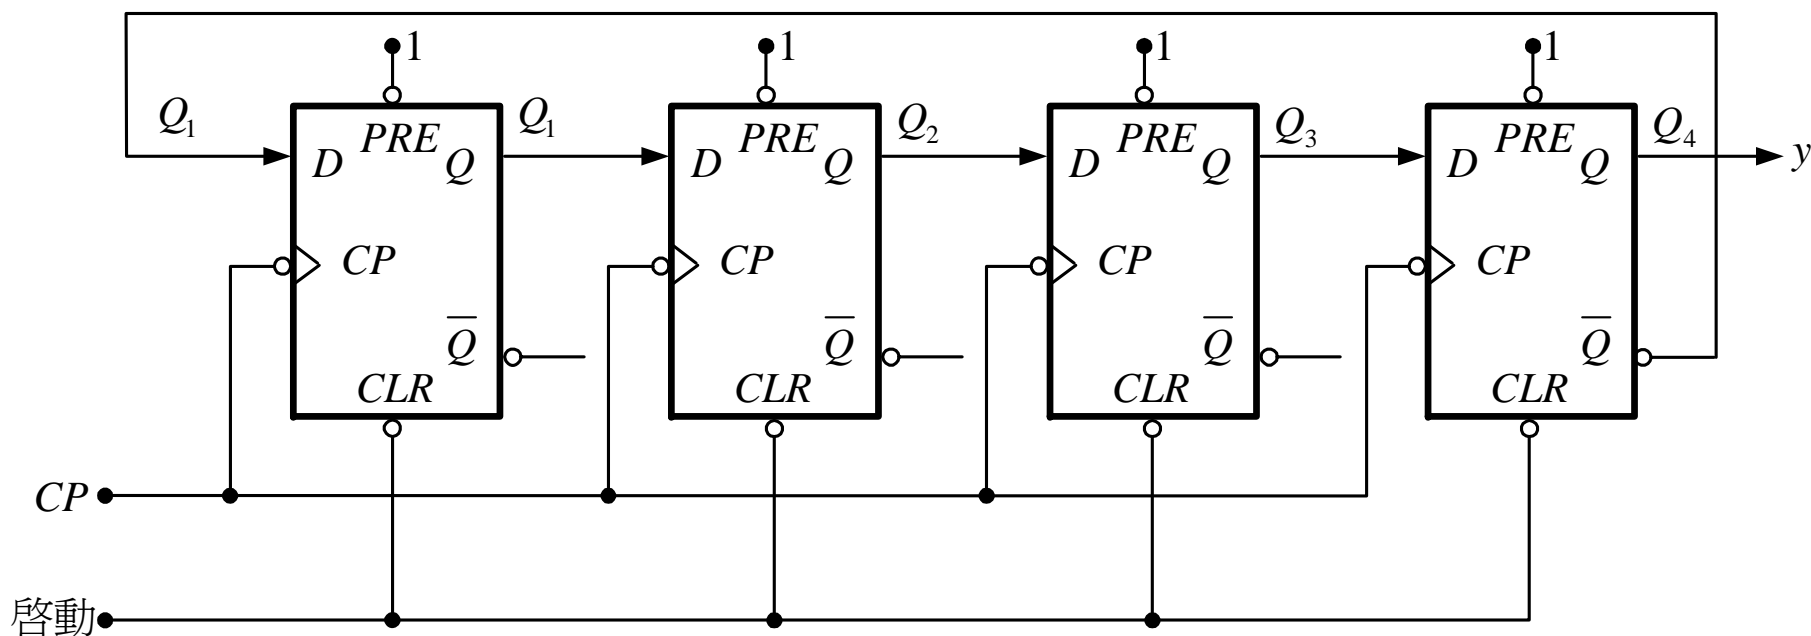 1 1 1 1
Q₁ Q₁ Q₂ Q₃ Q₄
PRE PRE PRE PRE
D Q D Q D Q D Q y
CP CP CP CP
Q̅ Q̅ Q̅ Q̅
CLR CLR CLR CLR
CP
啓動